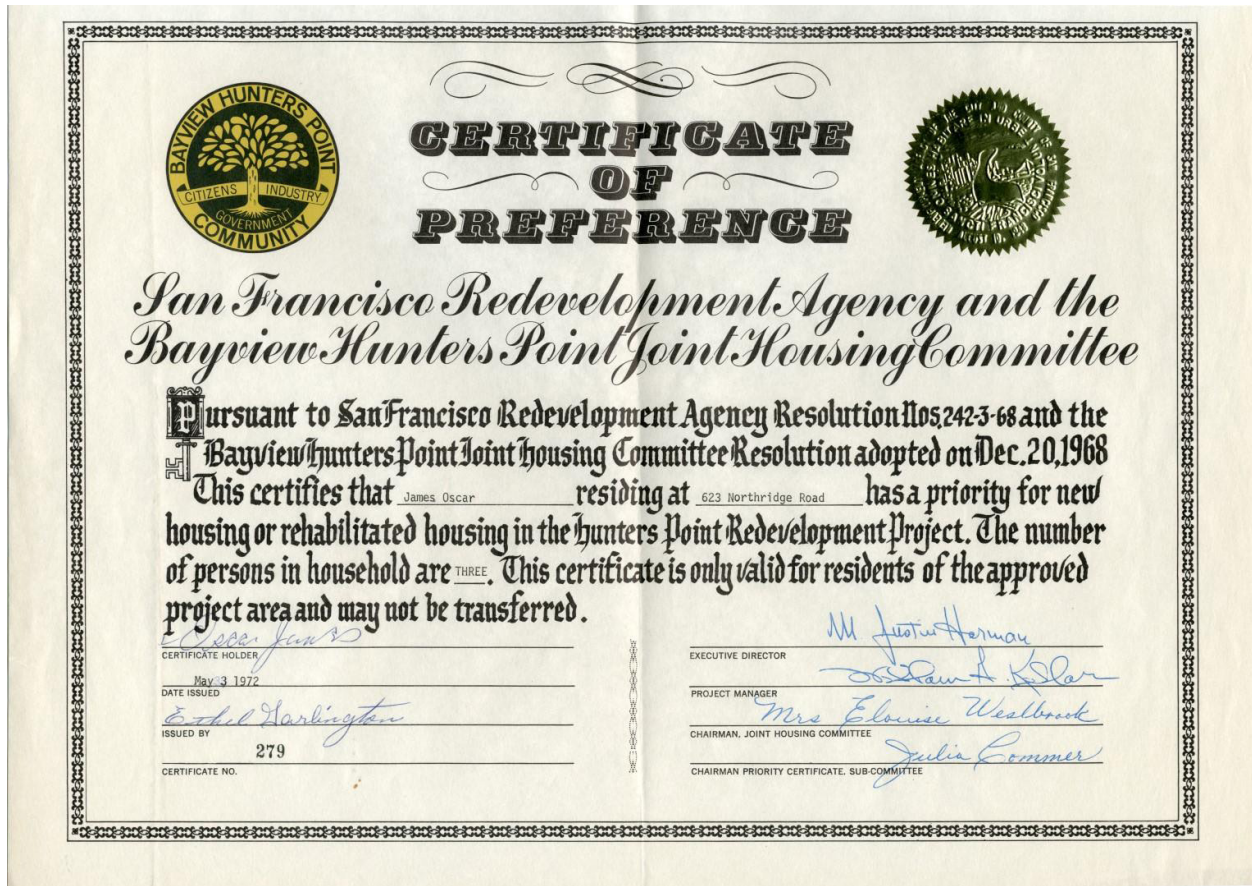 BAYVIEW HUNTERS POINT
CITIZENS INDUSTRY
GOVERNMENT
COMMUNITY
CERTIFICATE
OF
PREFERENCE
San Francisco Redevelopment Agency and the
Bayview Hunters Point Joint Housing Committee
Pursuant to San Francisco Redevelopment Agency Resolution Nos. 242-3-68 and the
Bayview Hunters Point Joint Housing Committee Resolution adopted on Dec. 20, 1968
This certifies that James Oscar residing at 623 Northridge Road has a priority for new
housing or rehabilitated housing in the Hunters Point Redevelopment Project. The number
of persons in household are THREE. This certificate is only valid for residents of the approved
project area and may not be transferred.
Oscar James
CERTIFICATE HOLDER
May 3 1972
DATE ISSUED
Ethel Garlington
ISSUED BY
279
CERTIFICATE NO.
M Justin Herman
EXECUTIVE DIRECTOR
PROJECT MANAGER
Mrs Elouise Westbrook
CHAIRMAN, JOINT HOUSING COMMITTEE
Julia Commer
CHAIRMAN PRIORITY CERTIFICATE. SUB-COMMITTEE